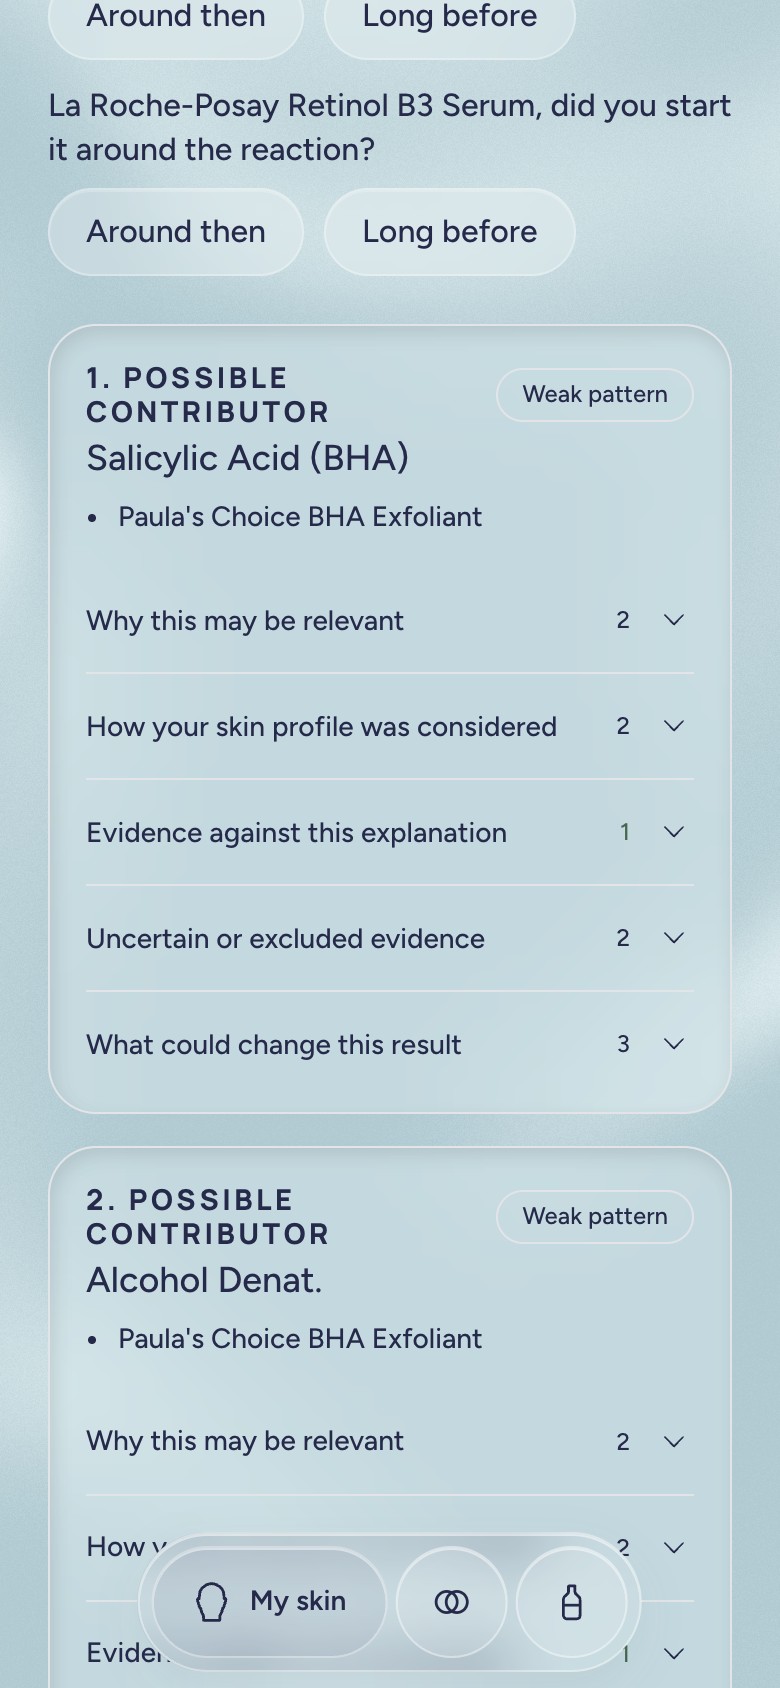 Around then Long before
La Roche-Posay Retinol B3 Serum, did you start
it around the reaction?
Around then Long before
1. POSSIBLE
CONTRIBUTOR
Weak pattern
Salicylic Acid (BHA)
• Paula's Choice BHA Exfoliant
Why this may be relevant 2
How your skin profile was considered 2
Evidence against this explanation 1
Uncertain or excluded evidence 2
What could change this result 3
2. POSSIBLE
CONTRIBUTOR
Weak pattern
Alcohol Denat.
• Paula's Choice BHA Exfoliant
Why this may be relevant 2
How 2
My skin
1